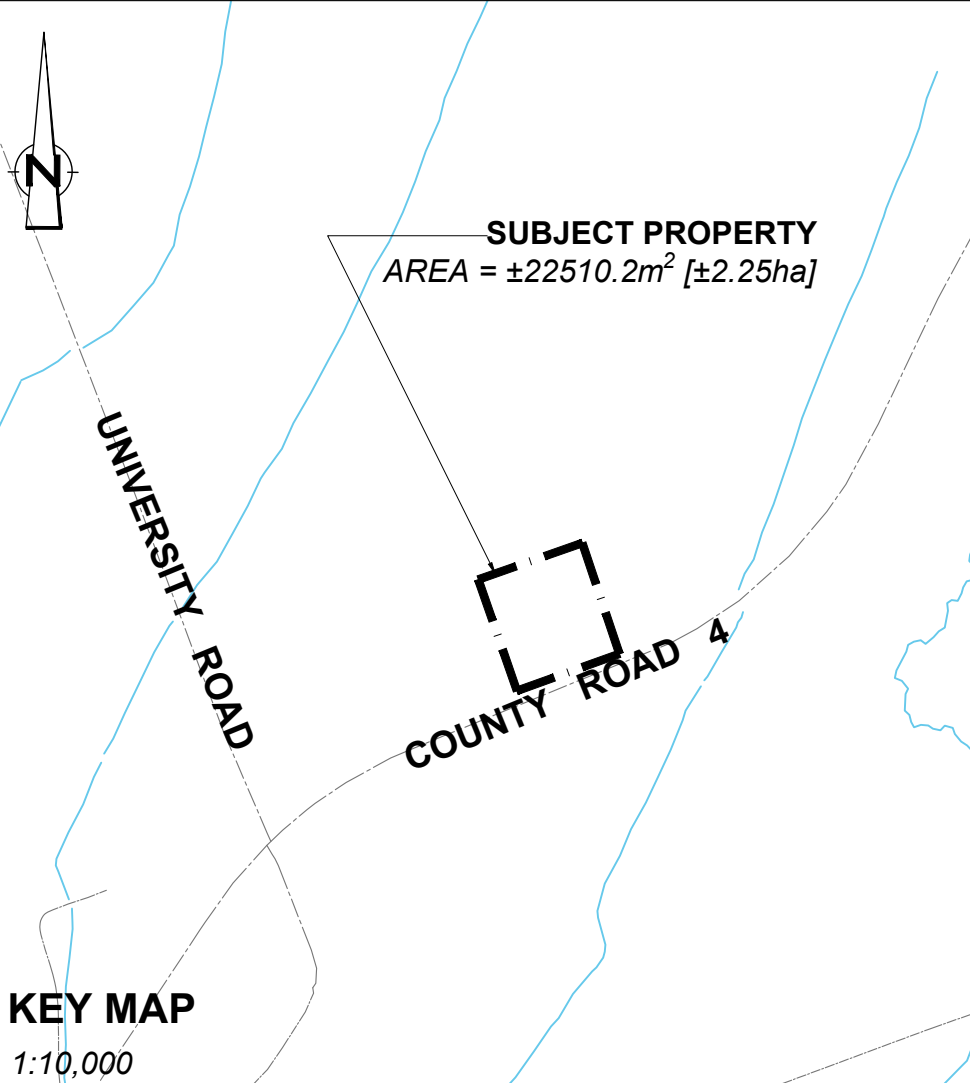 N
SUBJECT PROPERTY
AREA = ±22510.2m² [±2.25ha]
UNIVERSITY ROAD
COUNTY ROAD 4
KEY MAP
1:10,000